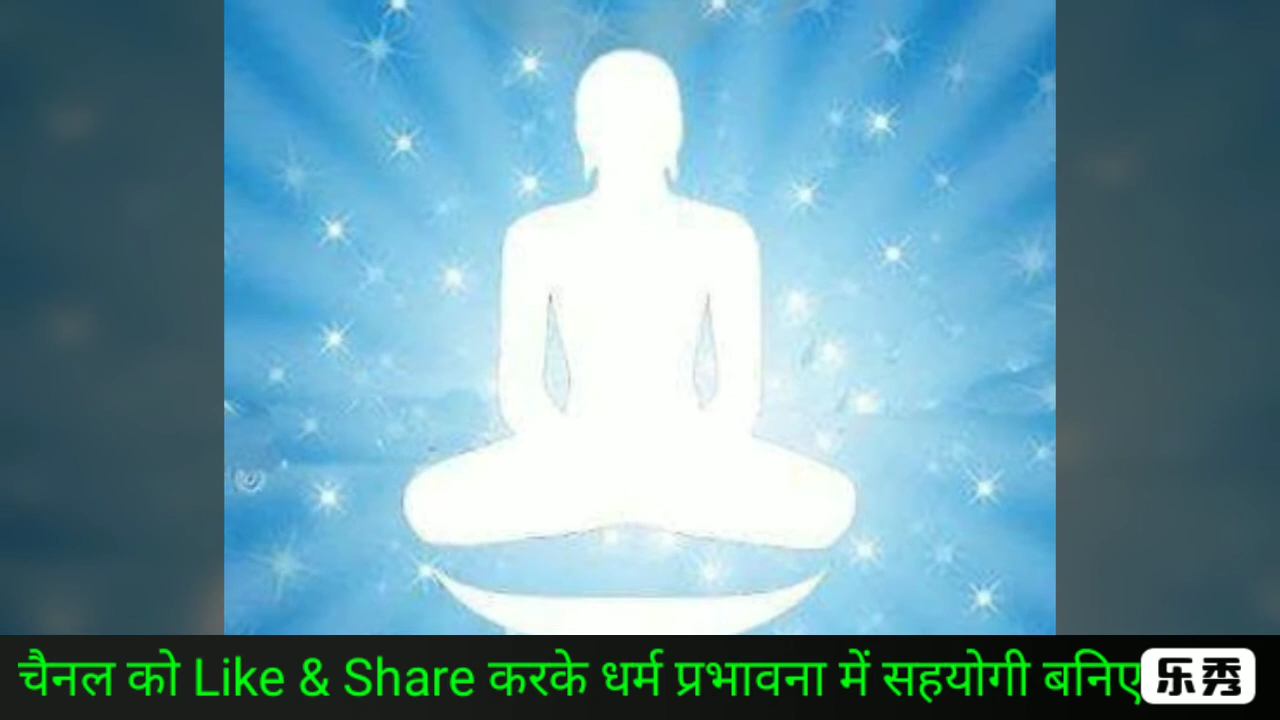 चैनल को Like & Share करके धर्म प्रभावना में सहयोगी बनिए
乐秀